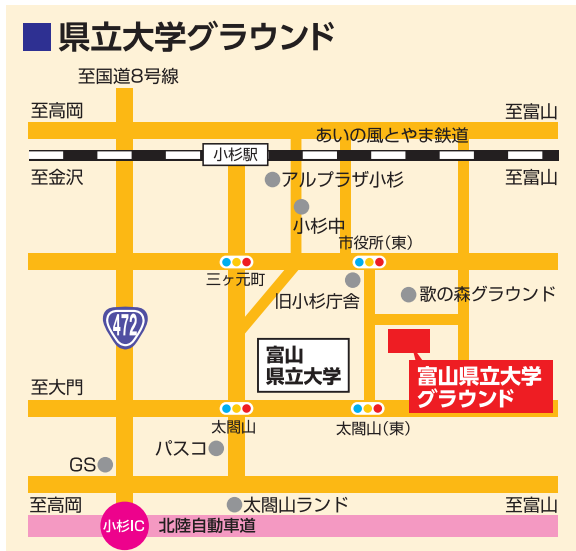 県立大学グラウンド
至国道8号線
至高岡
至富山
あいの風とやま鉄道
小杉駅
至金沢
アルプラザ小杉
至富山
小杉中
市役所（東）
三ケ元町
旧小杉庁舎
歌の森グラウンド
472
富山
県立大学
富山県立大学
グラウンド
至大門
太閤山
太閤山（東）
パスコ
GS
至高岡
太閤山ランド
至富山
小杉IC
北陸自動車道